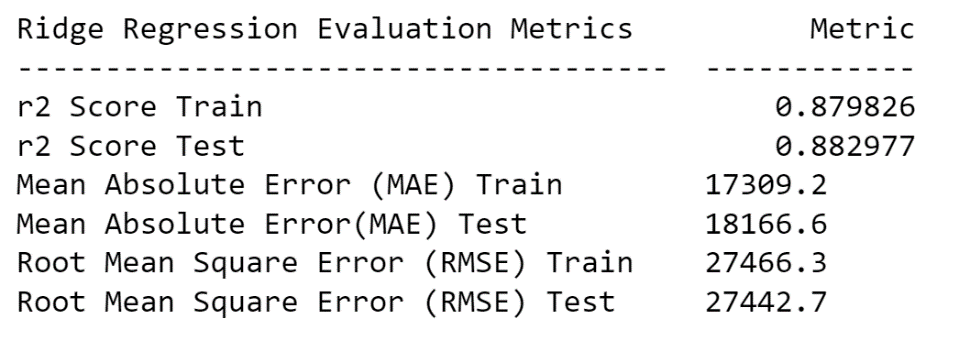 Ridge Regression Evaluation Metrics Metric
------------------------------------- ------------
r2 Score Train 0.879826
r2 Score Test 0.882977
Mean Absolute Error (MAE) Train 17309.2
Mean Absolute Error(MAE) Test 18166.6
Root Mean Square Error (RMSE) Train 27466.3
Root Mean Square Error (RMSE) Test 27442.7